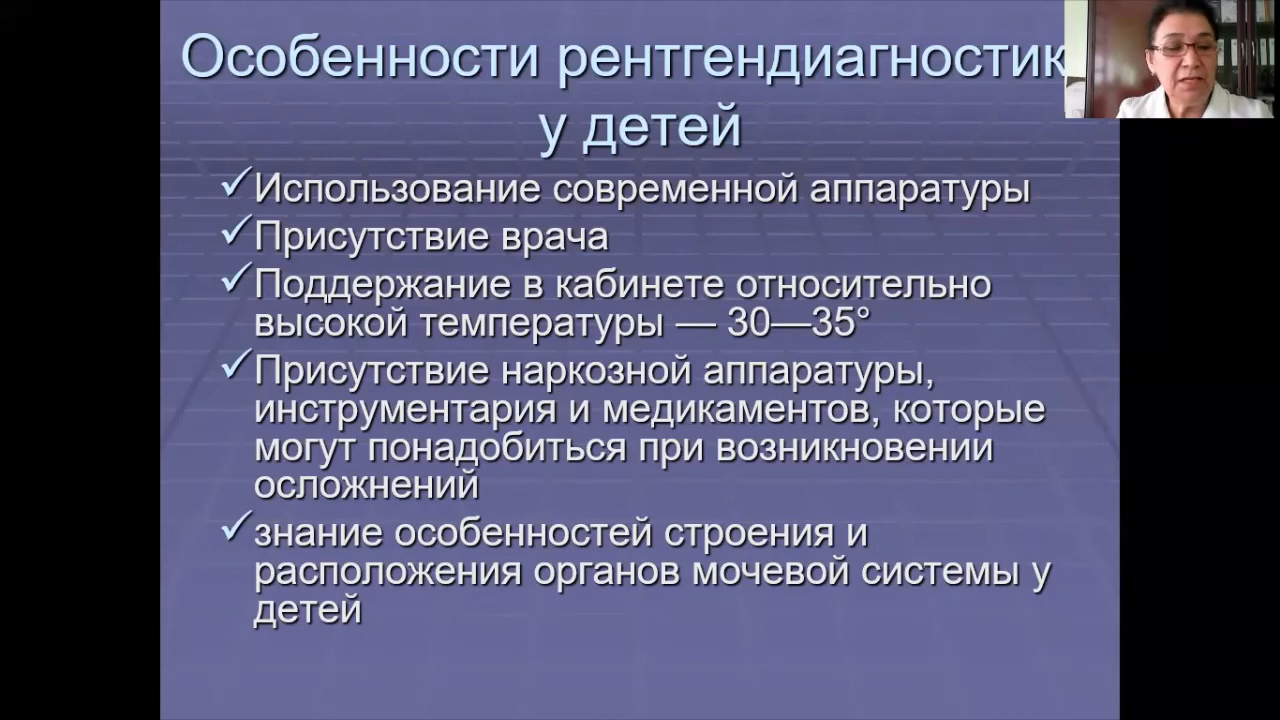 Особенности рентгендиагностик
у детей
Использование современной аппаратуры
Присутствие врача
Поддержание в кабинете относительно
высокой температуры — 30—35°
Присутствие наркозной аппаратуры,
инструментария и медикаментов, которые
могут понадобиться при возникновении
осложнений
знание особенностей строения и
расположения органов мочевой системы у
детей